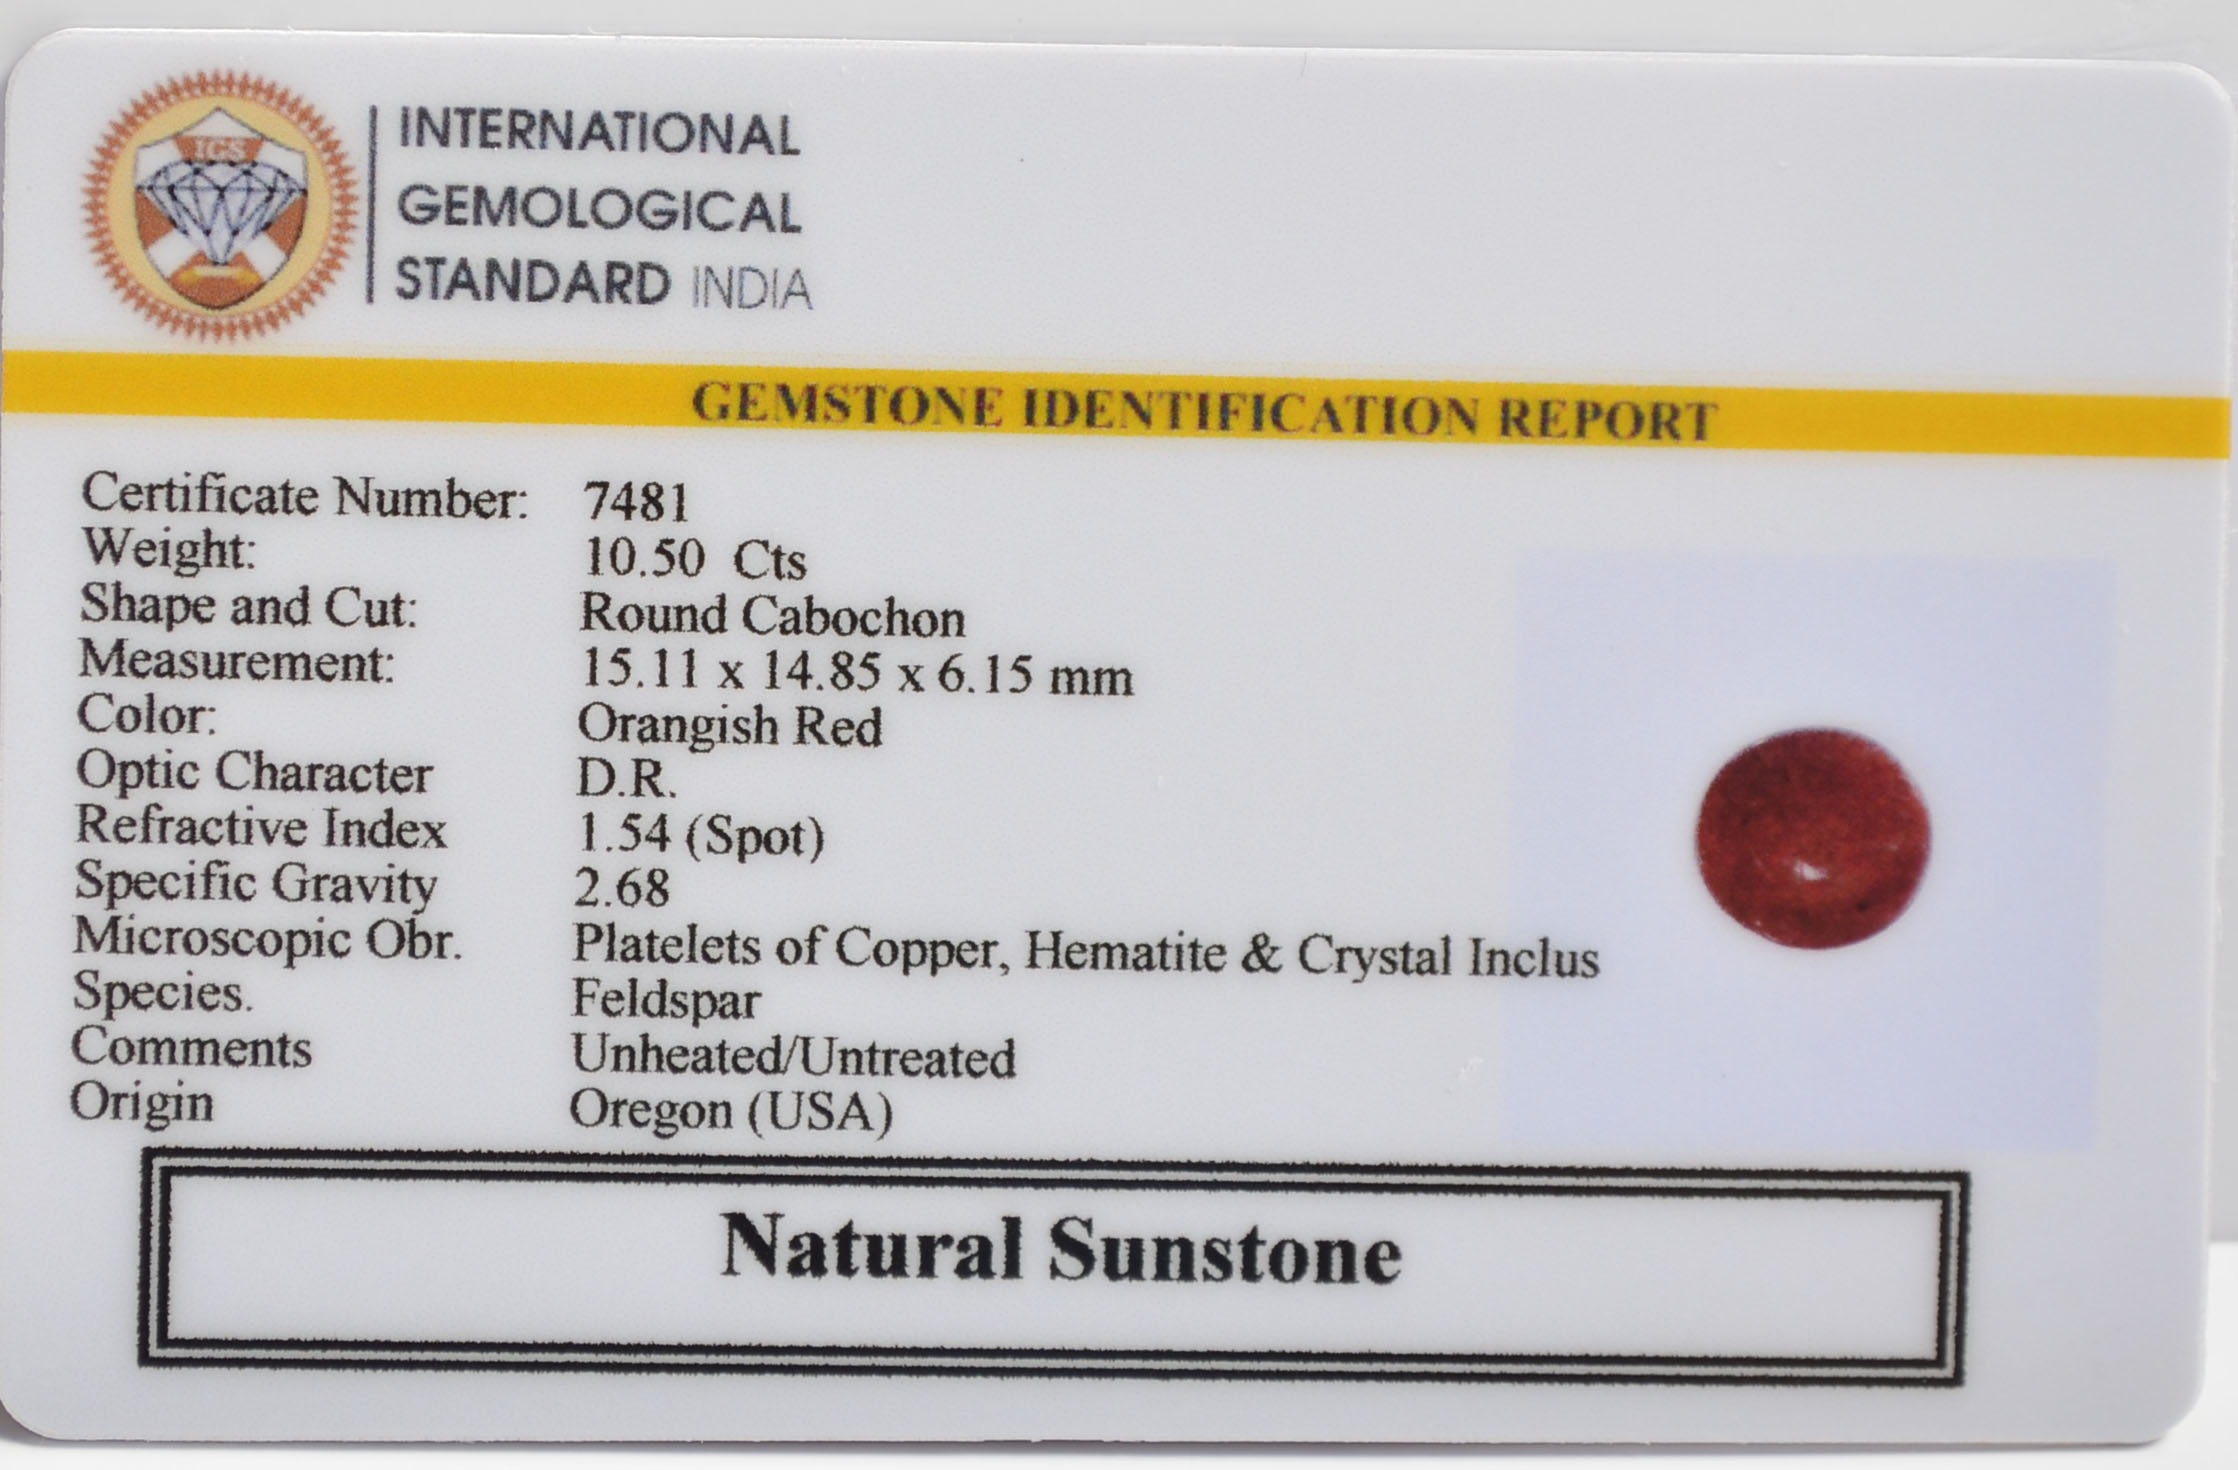 IGS
INTERNATIONAL
GEMOLOGICAL
STANDARD INDIA
GEMSTONE IDENTIFICATION REPORT
Certificate Number: 7481
Weight: 10.50 Cts
Shape and Cut: Round Cabochon
Measurement: 15.11 x 14.85 x 6.15 mm
Color: Orangish Red
Optic Character D.R.
Refractive Index 1.54 (Spot)
Specific Gravity 2.68
Microscopic Obr. Platelets of Copper, Hematite & Crystal Inclus
Species. Feldspar
Comments Unheated/Untreated
Origin Oregon (USA)
Natural Sunstone